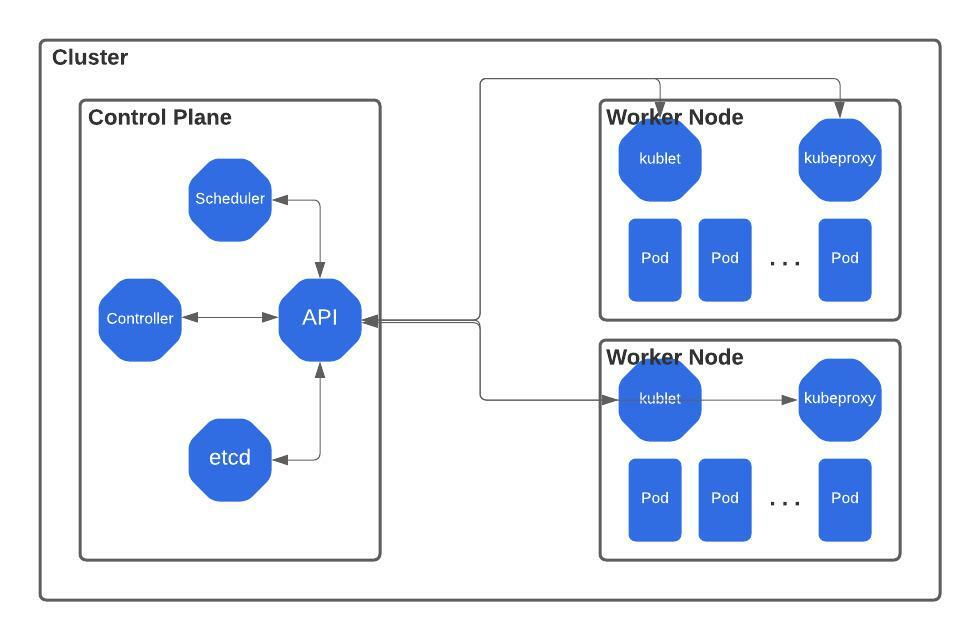 Cluster
Control Plane
Scheduler
Controller
API
etcd
Worker Node
kublet
kubeproxy
Pod
Pod
...
Pod
Worker Node
kublet
kubeproxy
Pod
Pod
...
Pod